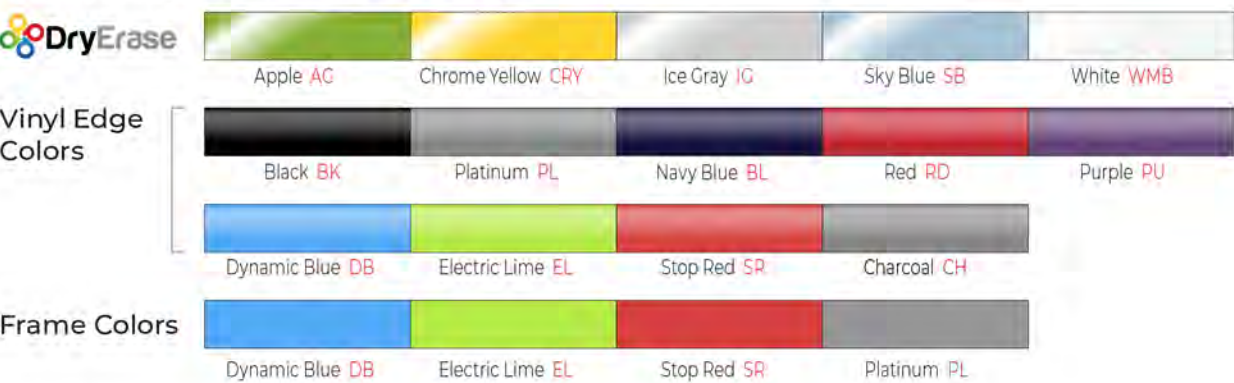 DryErase
Apple AG Chrome Yellow CRY Ice Gray IG Sky Blue SB White WMB
Vinyl Edge
Colors
Black BK Platinum PL Navy Blue BL Red RD Purple PU
Dynamic Blue DB Electric Lime EL Stop Red SR Charcoal CH
Frame Colors
Dynamic Blue DB Electric Lime EL Stop Red SR Platinum PL